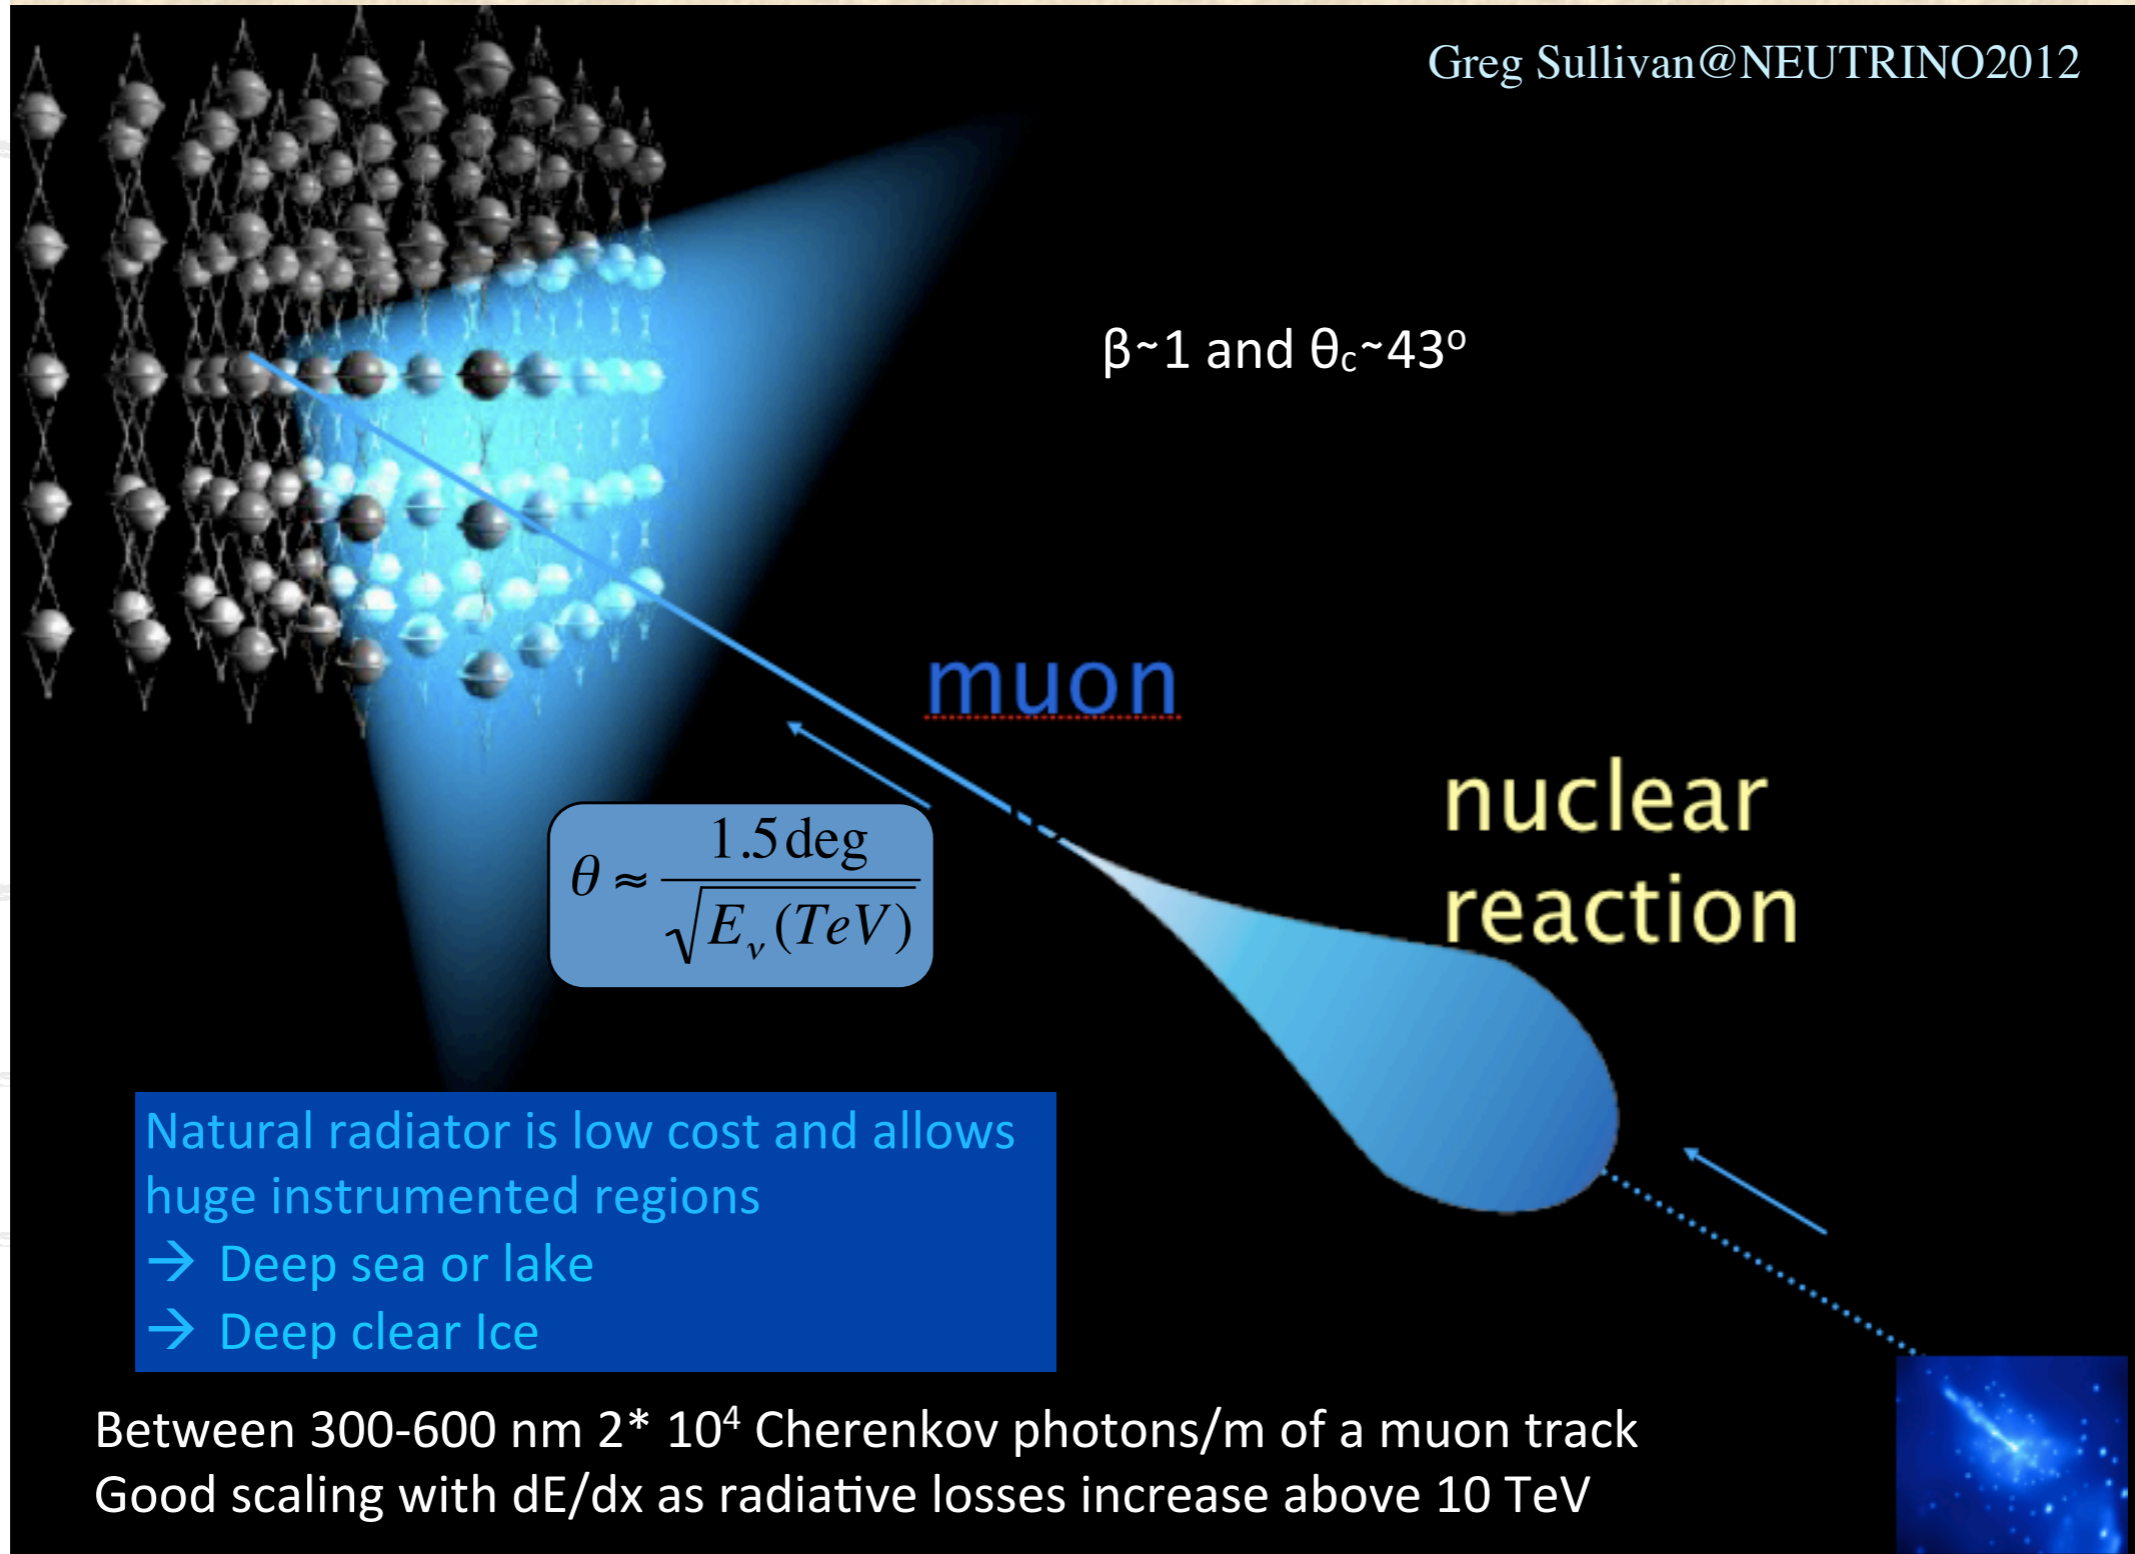 Greg Sullivan@NEUTRINO2012
β~1 and θc~43°
muon
nuclear
reaction
θ ≈ 1.5 deg / √Eν (TeV)
Natural radiator is low cost and allows
huge instrumented regions
→ Deep sea or lake
→ Deep clear Ice
Between 300-600 nm 2* 10⁴ Cherenkov photons/m of a muon track
Good scaling with dE/dx as radiative losses increase above 10 TeV